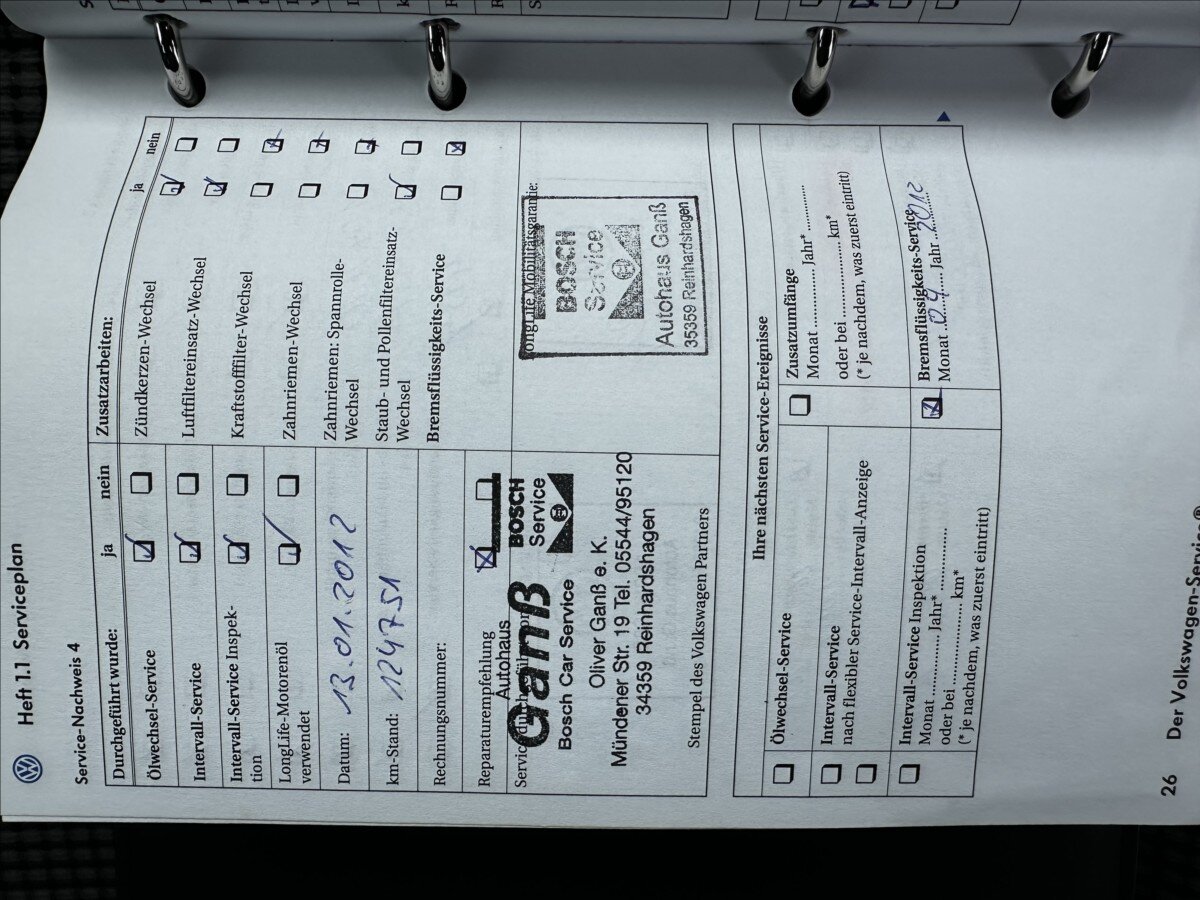 Heft 1.1 Serviceplan
Service-Nachweis 4
Durchgeführt wurde: ja nein
Ölwechsel-Service
Intervall-Service
Intervall-Service Inspek-
tion
LongLife-Motorenöl
verwendet
Datum: 13.01.2012
km-Stand: 124751
Rechnungsnummer:
Reparaturempfehlung
Autohaus
Ganß
BOSCH
Service
Bosch Car Service
Oliver Ganß e. K.
Mündener Str. 19 Tel. 05544/95120
34359 Reinhardshagen
Stempel des Volkswagen Partners
Zusatzarbeiten: ja nein
Zündkerzen-Wechsel
Luftfiltereinsatz-Wechsel
Kraftstofffilter-Wechsel
Zahnriemen-Wechsel
Zahnriemen: Spannrolle-
Wechsel
Staub- und Pollenfiltereinsatz-
Wechsel
Bremsflüssigkeits-Service
LongLife Mobilitätsgarantie:
BOSCH
Service
Autohaus Ganß
35359 Reinhardshagen
Ihre nächsten Service-Ereignisse
Ölwechsel-Service
Intervall-Service
nach flexibler Service-Intervall-Anzeige
Intervall-Service Inspektion
Monat ............... Jahr* ...............
oder bei ..................... km*
(* je nachdem, was zuerst eintritt)
Zusatzumfänge
Monat ............... Jahr* ...............
oder bei .....................km*
(* je nachdem, was zuerst eintritt)
Bremsflüssigkeits-Service
Monat 09 Jahr 2012
26 Der Volkswagen-Service®